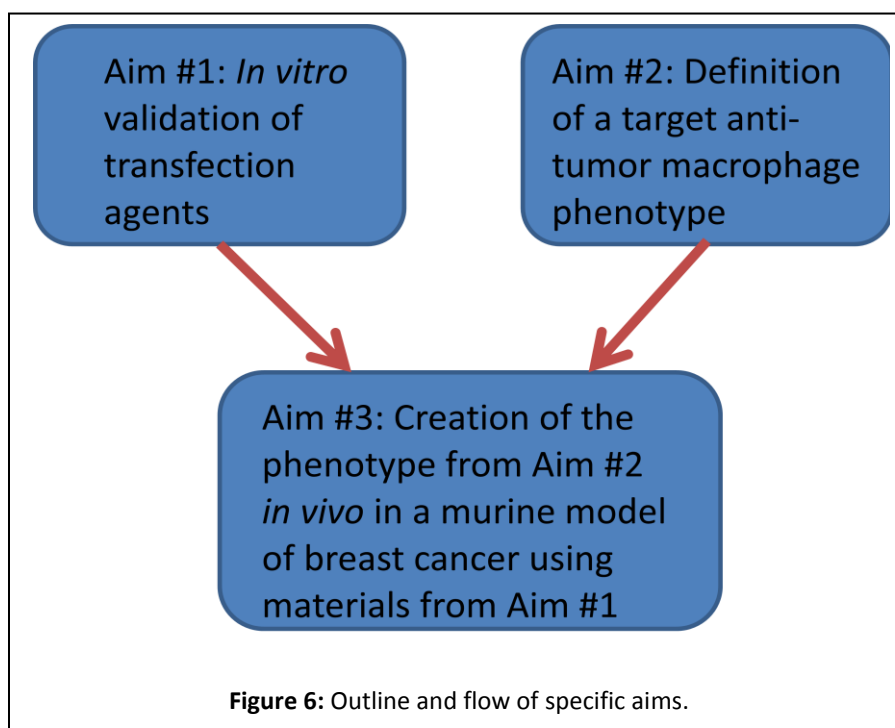 Aim #1: In vitro
validation of
transfection
agents
Aim #2: Definition
of a target anti-
tumor macrophage
phenotype
Aim #3: Creation of the
phenotype from Aim #2
in vivo in a murine model
of breast cancer using
materials from Aim #1
Figure 6: Outline and flow of specific aims.